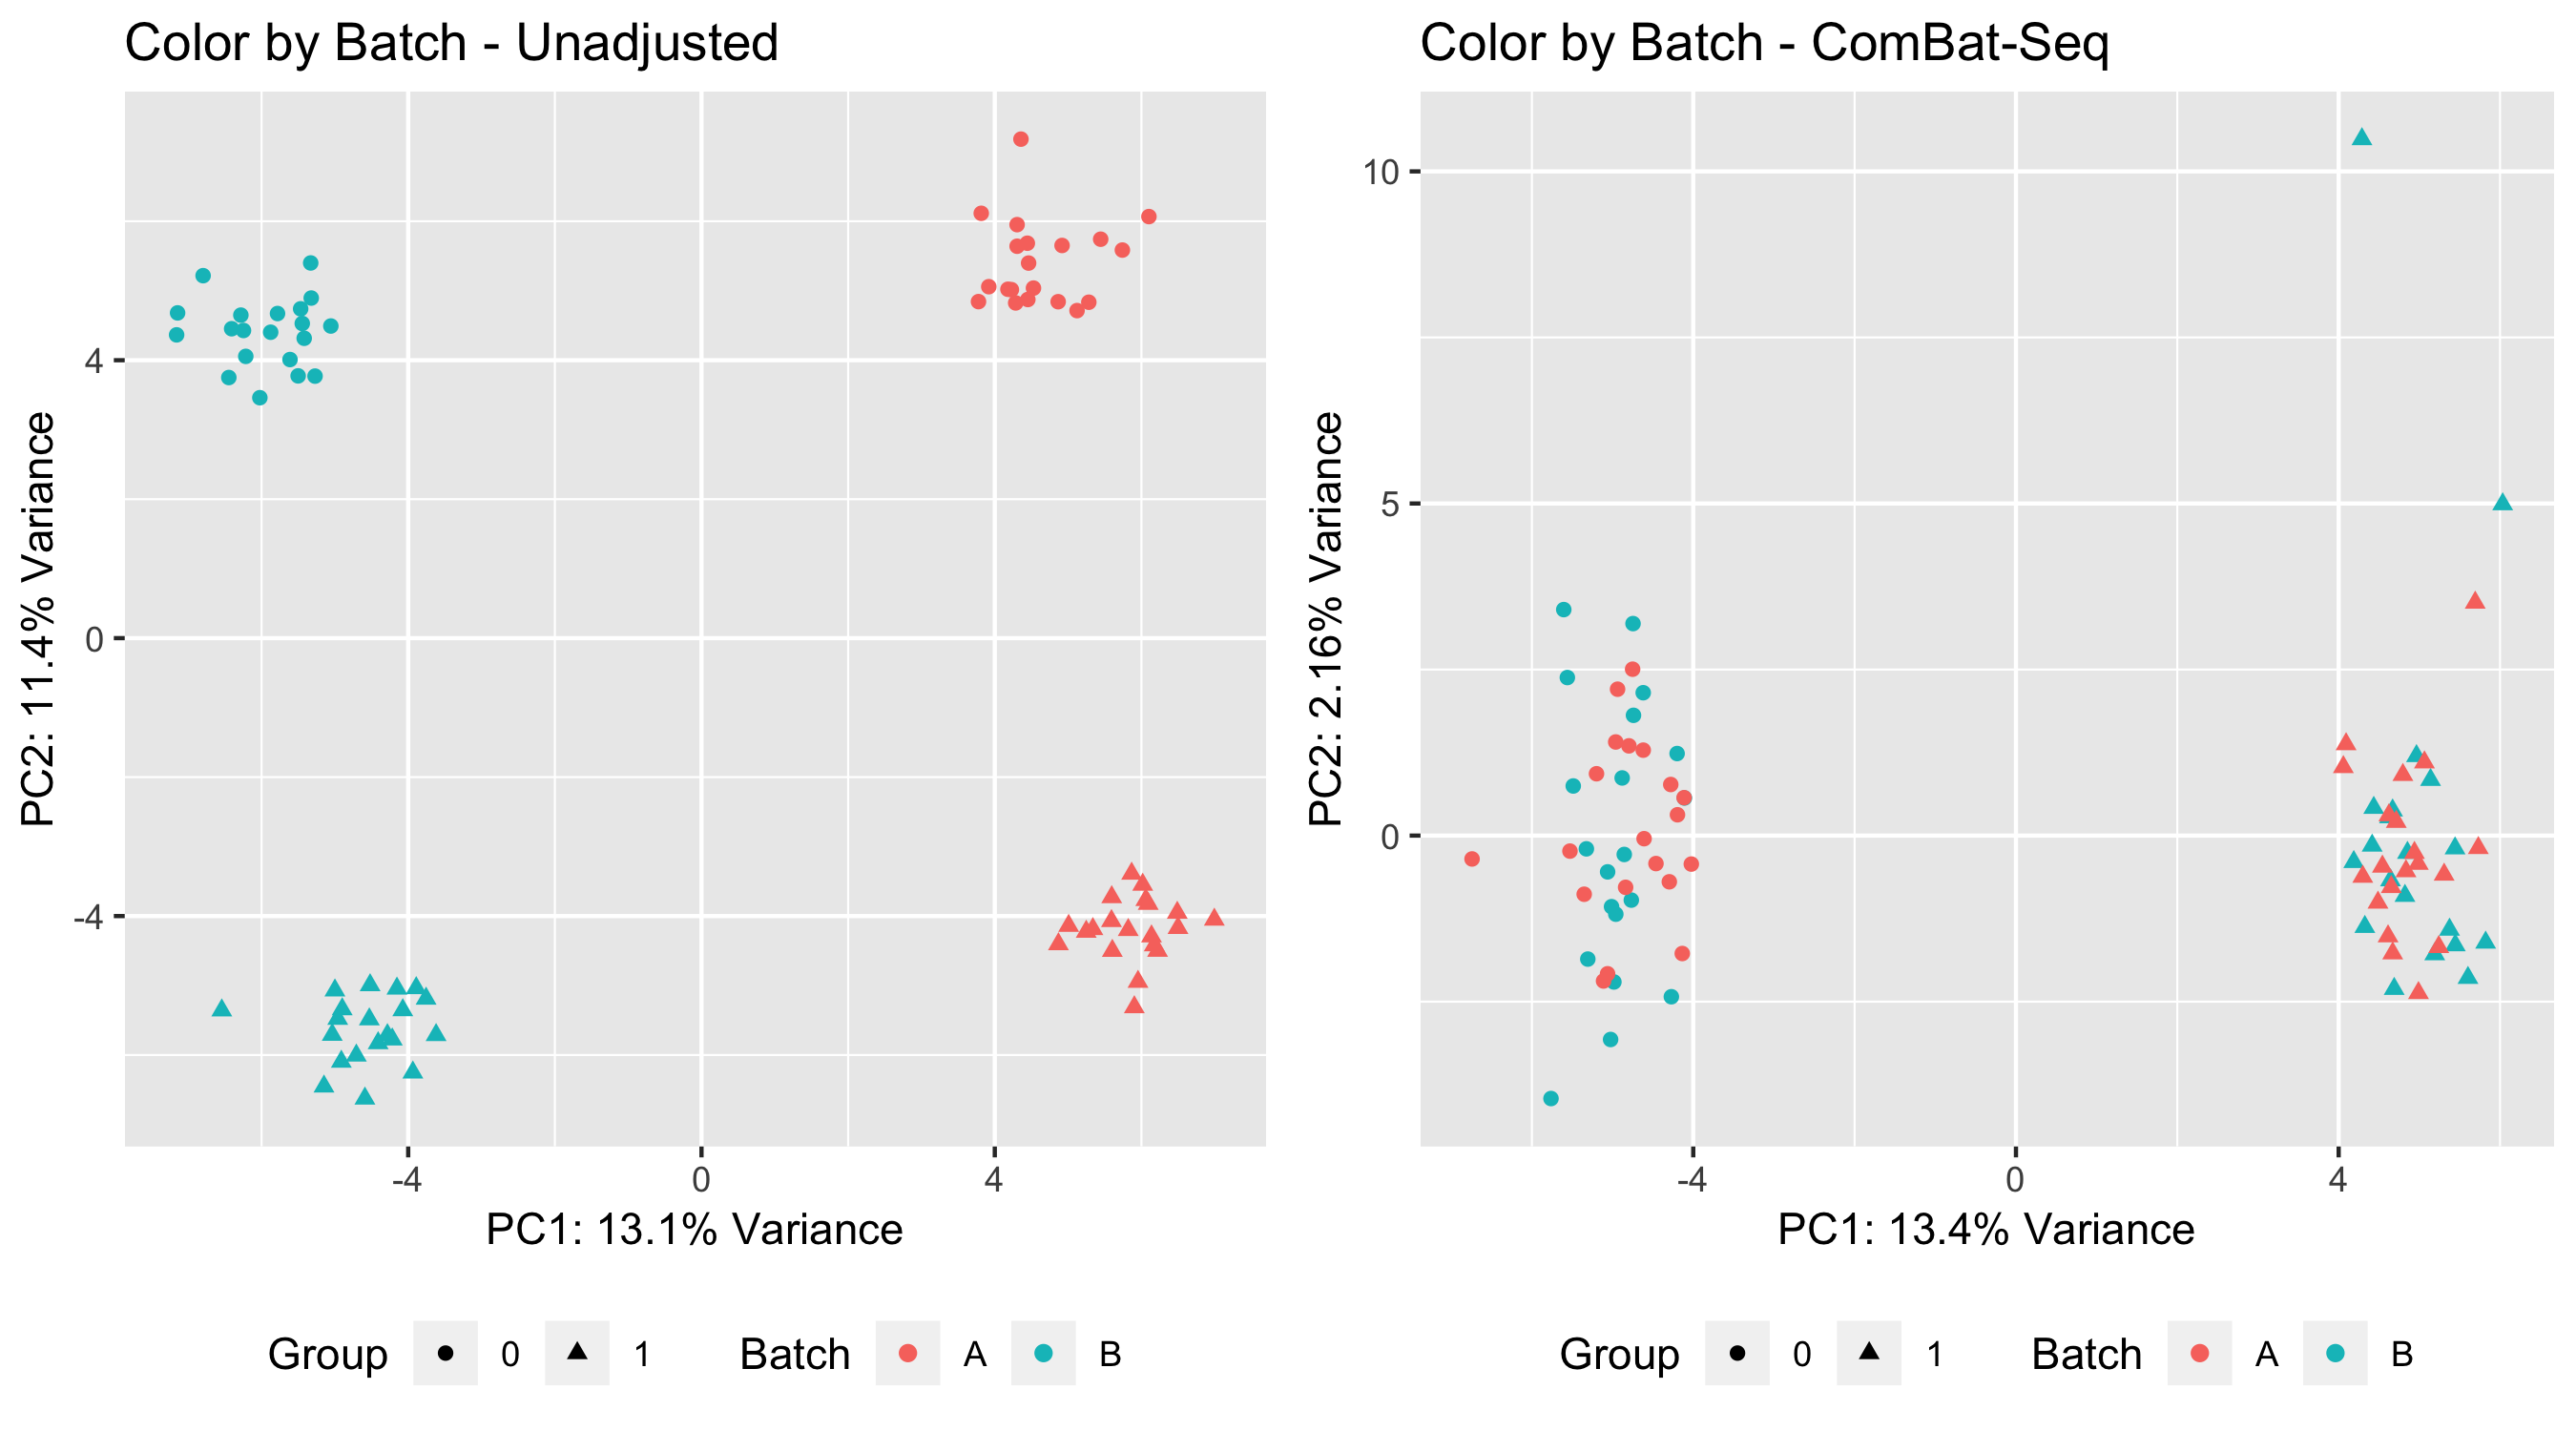 Color by Batch - Unadjusted
PC2: 11.4% Variance
4
0
-4
-4 0 4
PC1: 13.1% Variance
Group 0 1 Batch A B
Color by Batch - ComBat-Seq
PC2: 2.16% Variance
10
5
0
-4 0 4
PC1: 13.4% Variance
Group 0 1 Batch A B